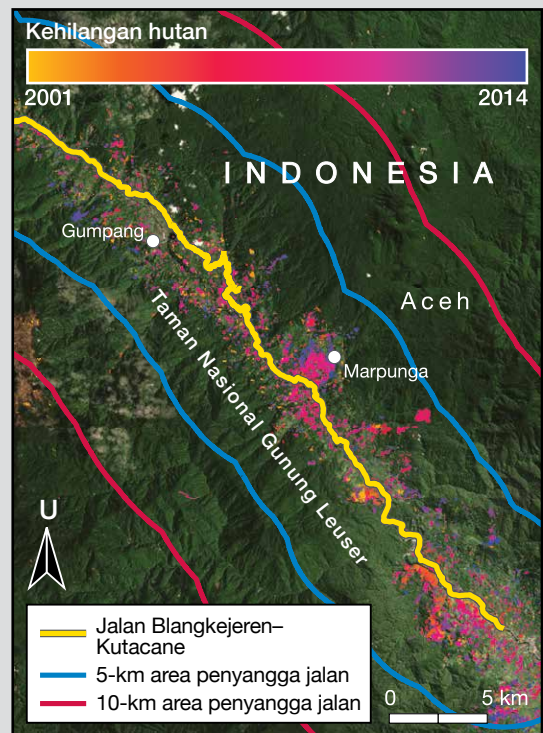 Kehilangan hutan
2001
2014
INDONESIA
Gumpang
Aceh
Taman Nasional Gunung Leuser
Marpunga
U
Jalan Blangkejeren–
Kutacane
5-km area penyangga jalan
10-km area penyangga jalan
0
5 km